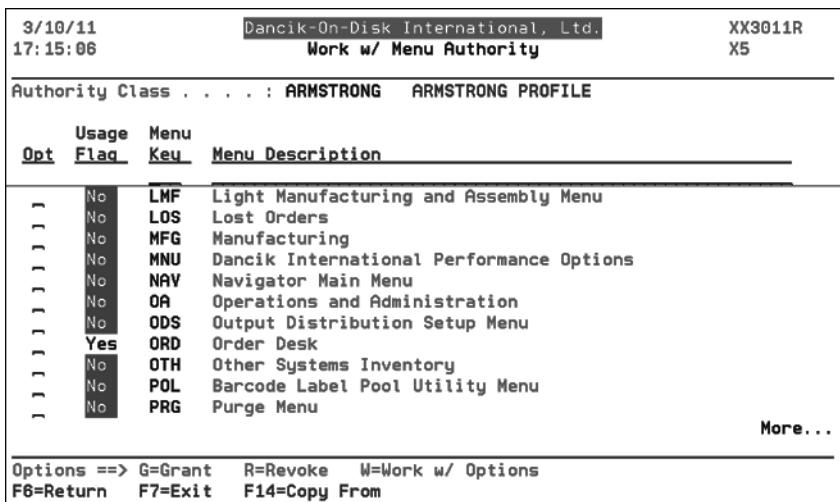 3/10/11 Dancik-On-Disk International, Ltd. XX3011R
17:15:06 Work w/ Menu Authority X5
Authority Class . . . . : ARMSTRONG ARMSTRONG PROFILE
Usage Menu
Opt Flag Key Menu Description
No LMF Light Manufacturing and Assembly Menu
No LOS Lost Orders
No MFG Manufacturing
No MNU Dancik International Performance Options
No NAV Navigator Main Menu
No OA Operations and Administration
No ODS Output Distribution Setup Menu
Yes ORD Order Desk
No OTH Other Systems Inventory
No POL Barcode Label Pool Utility Menu
No PRG Purge Menu
More...
Options ==> G=Grant R=Revoke W=Work w/ Options
F6=Return F7=Exit F14=Copy From